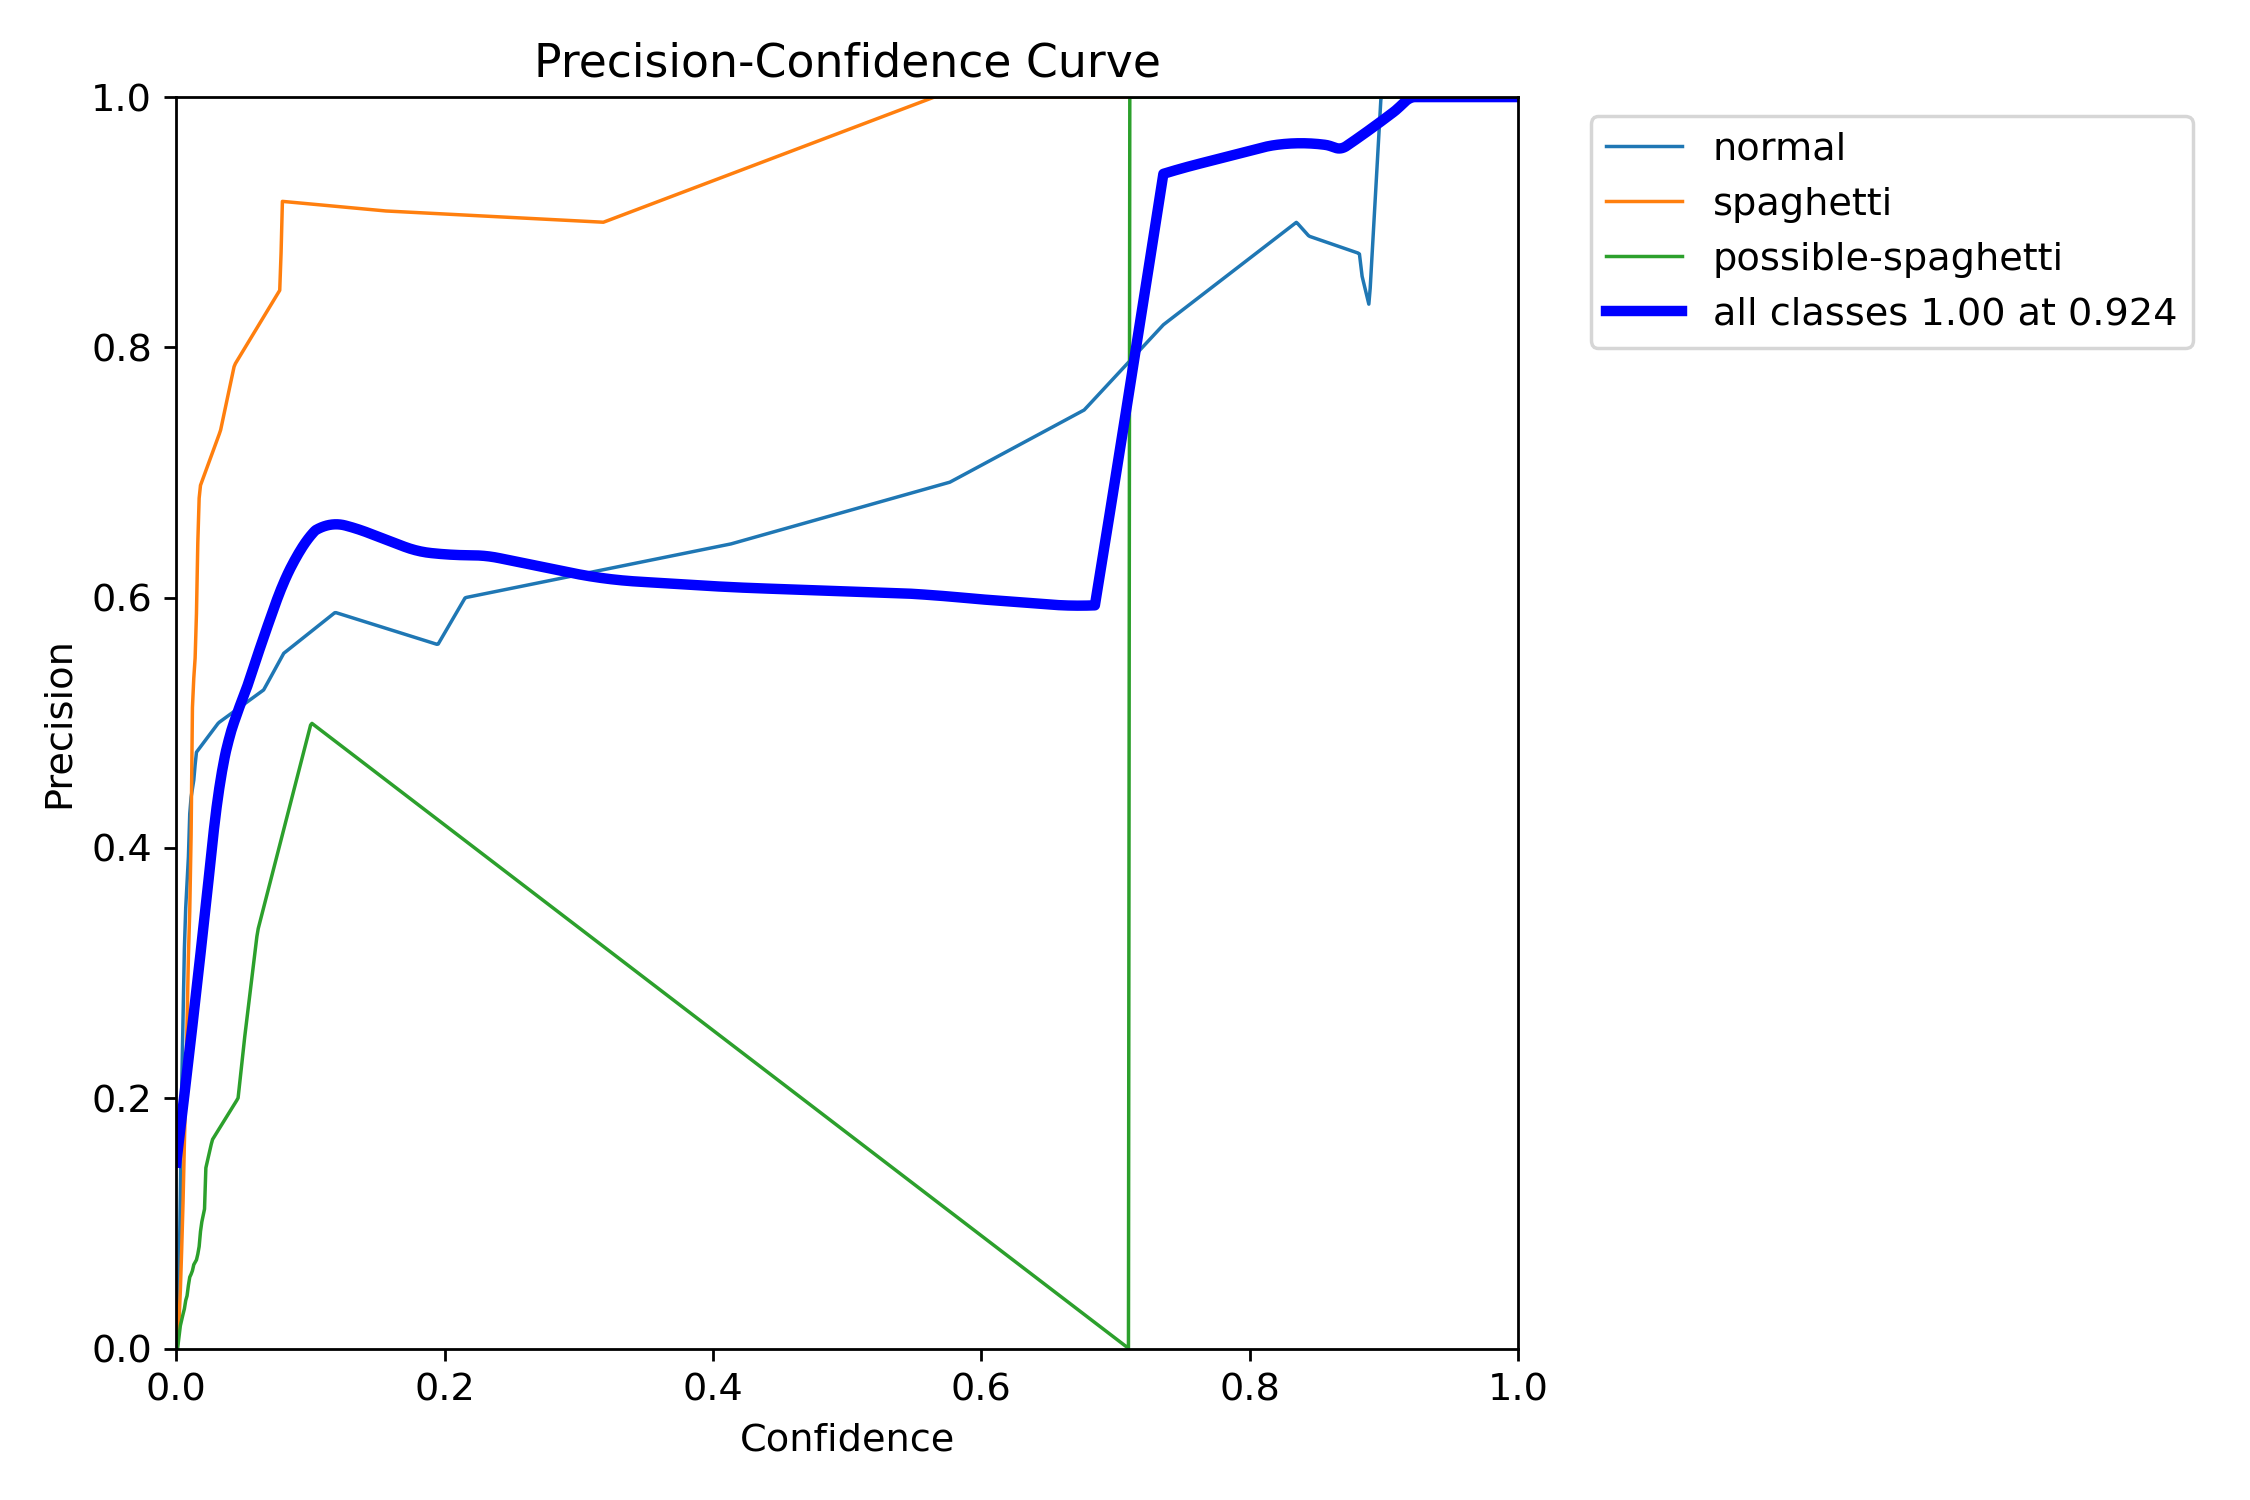 Precision-Confidence Curve
1.0
0.8
0.6
0.4
0.2
0.0
Precision
0.0 0.2 0.4 0.6 0.8 1.0
Confidence
normal
spaghetti
possible-spaghetti
all classes 1.00 at 0.924